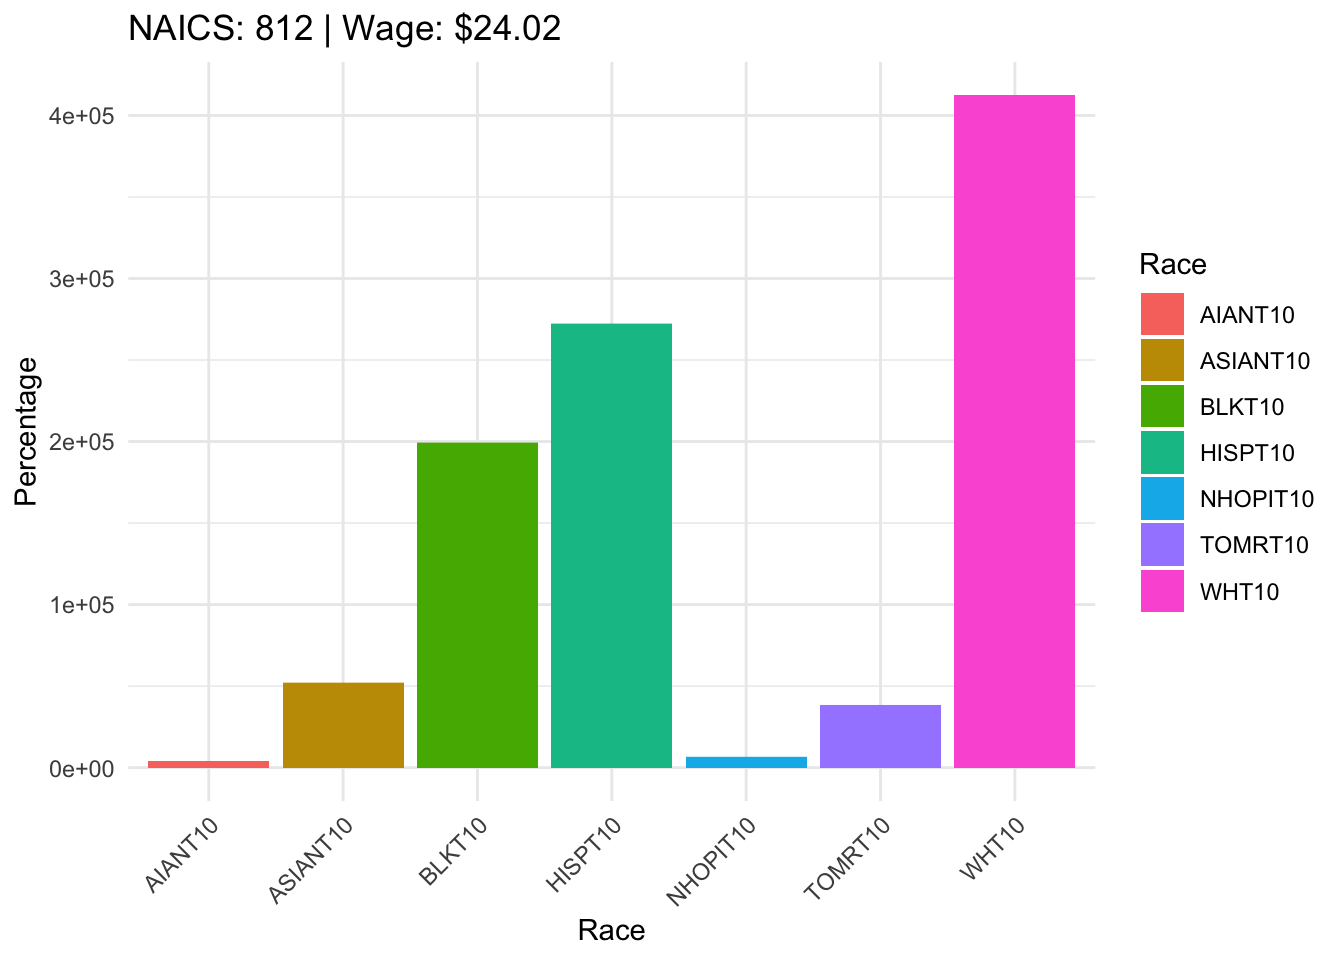 NAICS: 812 | Wage: $24.02
Percentage
4e+05
3e+05
2e+05
1e+05
0e+00
AIANT10
ASIANT10
BLKT10
HISPT10
NHOPIT10
TOMRT10
WHT10
Race
Race
AIANT10
ASIANT10
BLKT10
HISPT10
NHOPIT10
TOMRT10
WHT10